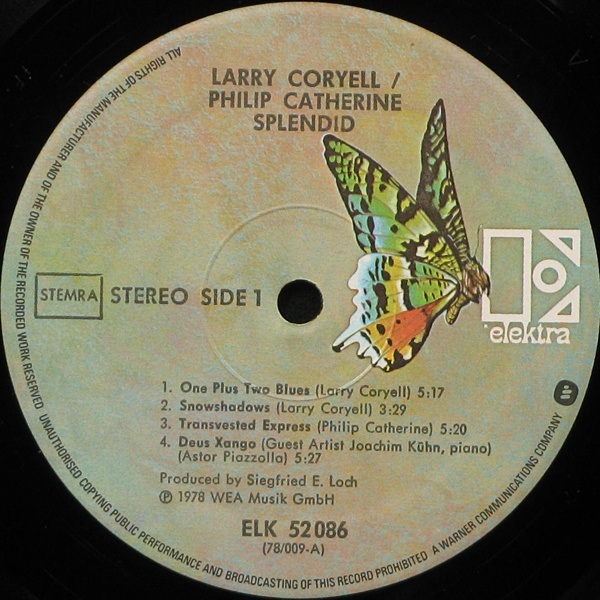 LARRY CORYELL /
PHILIP CATHERINE
SPLENDID
STEMRA
STEREO SIDE 1
elektra
1. One Plus Two Blues (Larry Coryell) 5:17
2. Snowshadows (Larry Coryell) 3:29
3. Transvested Express (Philip Catherine) 5:20
4. Deus Xango (Guest Artist Joachim Kühn, piano)
(Astor Piazzolla) 5:27
Produced by Siegfried E. Loch
℗ 1978 WEA Musik GmbH
ELK 52 086
(78/009-A)
ALL RIGHTS OF THE MANUFACTURER AND OF THE OWNER OF THE RECORDED WORK RESERVED UNAUTHORISED COPYING PUBLIC PERFORMANCE AND BROADCASTING OF THIS RECORD PROHIBITED A WARNER COMMUNICATIONS COMPANY